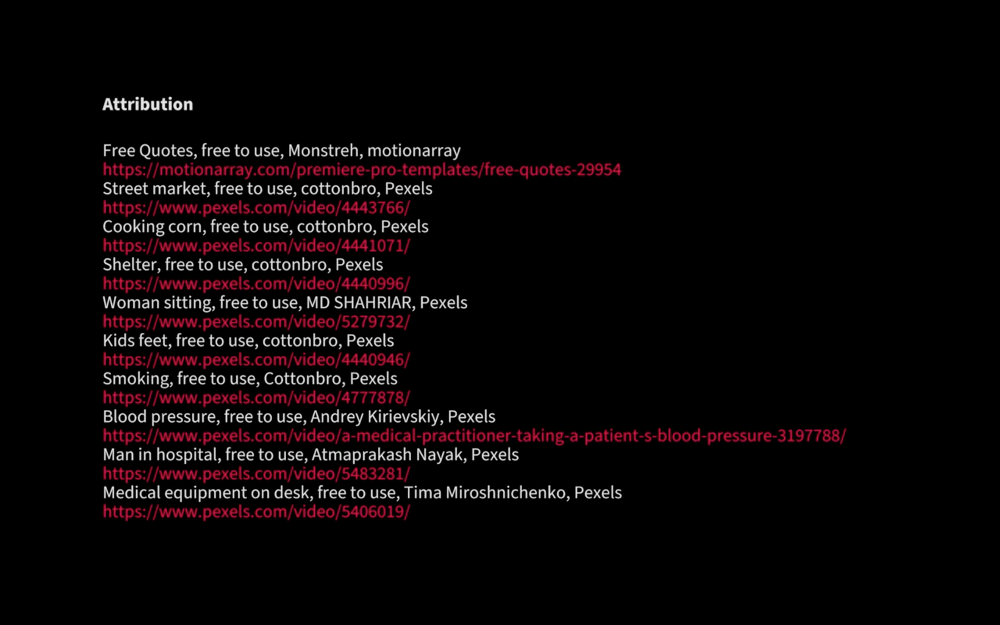 Attribution
Free Quotes, free to use, Monstreh, motionarray
https://motionarray.com/premiere-pro-templates/free-quotes-29954
Street market, free to use, cottonbro, Pexels
https://www.pexels.com/video/4443766/
Cooking corn, free to use, cottonbro, Pexels
https://www.pexels.com/video/4441071/
Shelter, free to use, cottonbro, Pexels
https://www.pexels.com/video/4440996/
Woman sitting, free to use, MD SHAHRIAR, Pexels
https://www.pexels.com/video/5279732/
Kids feet, free to use, cottonbro, Pexels
https://www.pexels.com/video/4440946/
Smoking, free to use, Cottonbro, Pexels
https://www.pexels.com/video/4777878/
Blood pressure, free to use, Andrey Kirievskiy, Pexels
https://www.pexels.com/video/a-medical-practitioner-taking-a-patient-s-blood-pressure-3197788/
Man in hospital, free to use, Atmaprakash Nayak, Pexels
https://www.pexels.com/video/5483281/
Medical equipment on desk, free to use, Tima Miroshnichenko, Pexels
https://www.pexels.com/video/5406019/